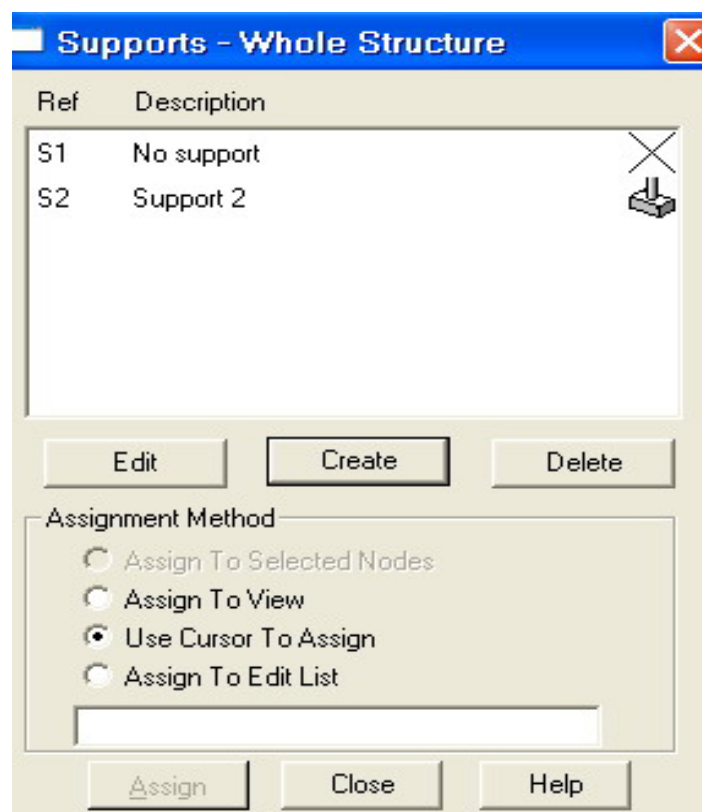 Supports - Whole Structure
Ref Description
S1 No support
S2 Support 2
Edit Create Delete
Assignment Method
Assign To Selected Nodes
Assign To View
Use Cursor To Assign
Assign To Edit List
Assign Close Help